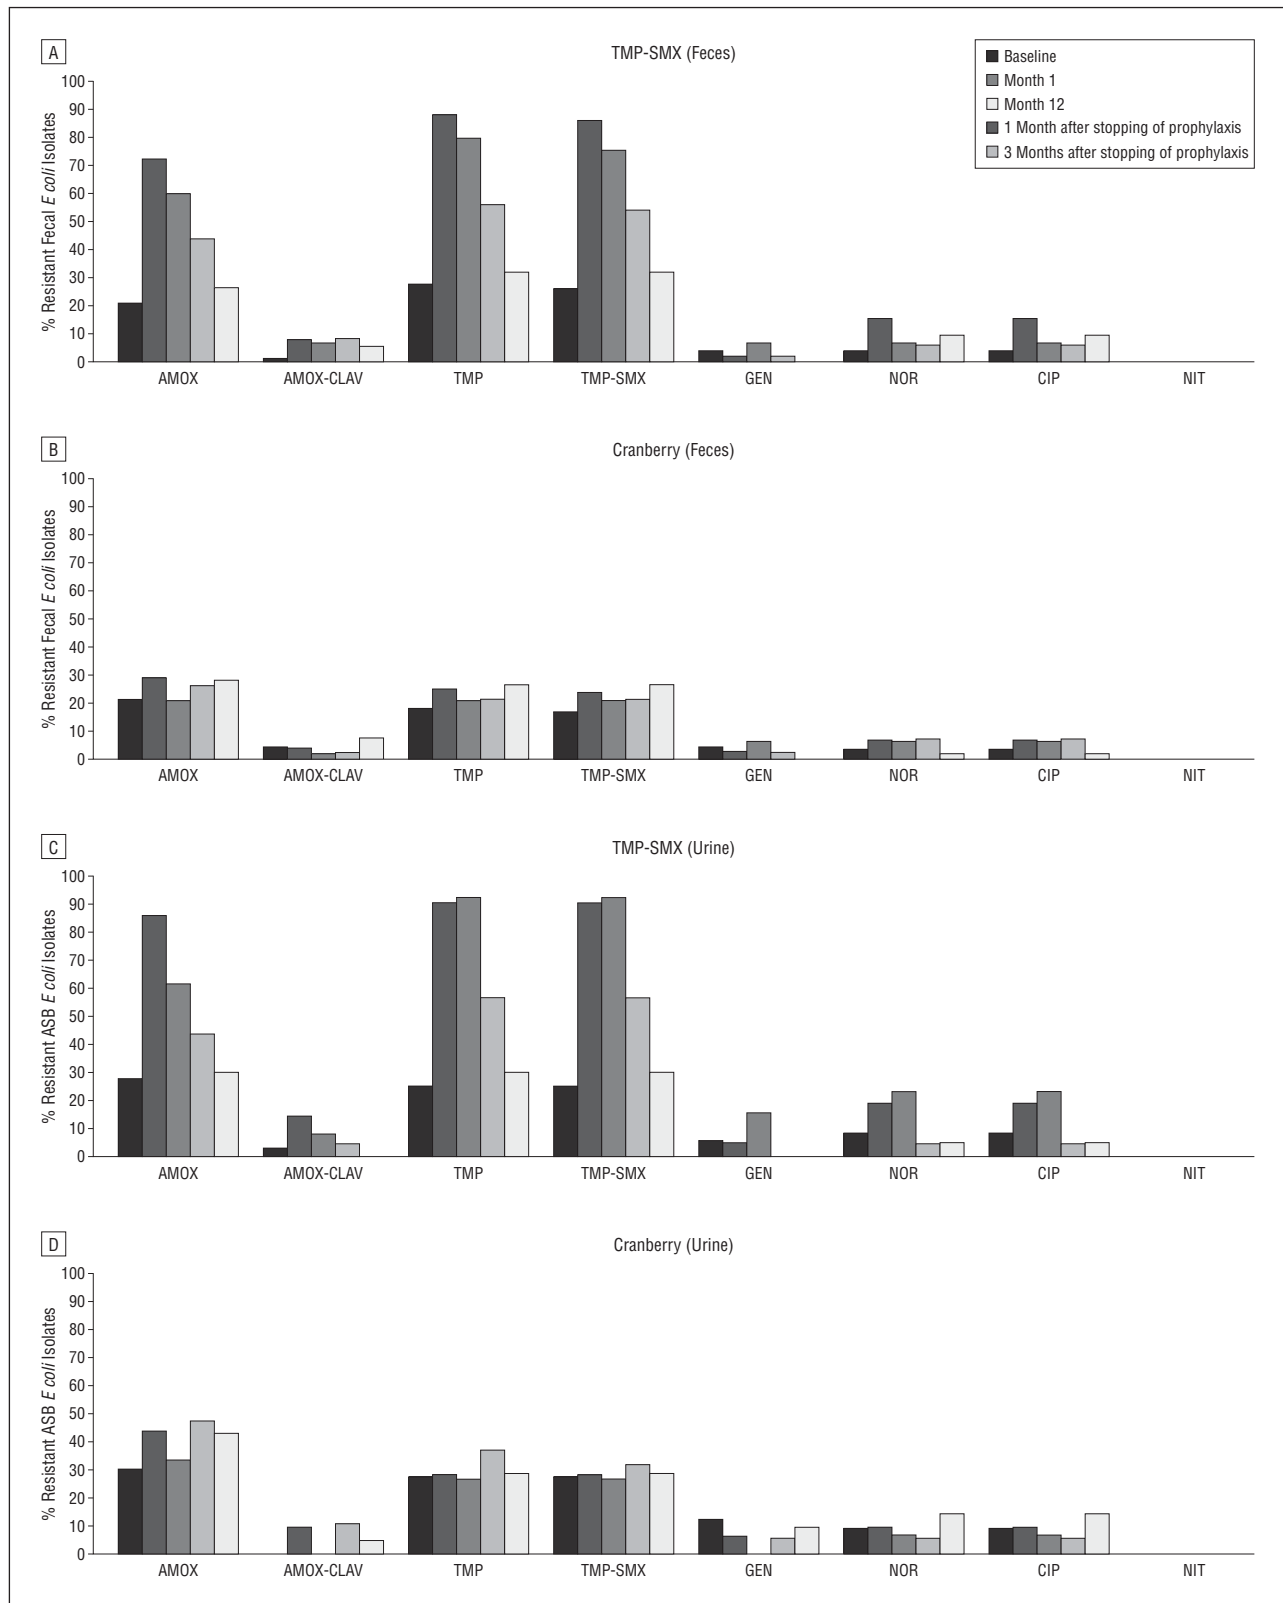 A
TMP-SMX (Feces)
Baseline
Month 1
Month 12
1 Month after stopping of prophylaxis
3 Months after stopping of prophylaxis
% Resistant Fecal E coli Isolates
100
90
80
70
60
50
40
30
20
10
0
AMOX AMOX-CLAV TMP TMP-SMX GEN NOR CIP NIT
B
Cranberry (Feces)
% Resistant Fecal E coli Isolates
100
90
80
70
60
50
40
30
20
10
0
AMOX AMOX-CLAV TMP TMP-SMX GEN NOR CIP NIT
C
TMP-SMX (Urine)
% Resistant ASB E coli Isolates
100
90
80
70
60
50
40
30
20
10
0
AMOX AMOX-CLAV TMP TMP-SMX GEN NOR CIP NIT
D
Cranberry (Urine)
% Resistant ASB E coli Isolates
100
90
80
70
60
50
40
30
20
10
0
AMOX AMOX-CLAV TMP TMP-SMX GEN NOR CIP NIT